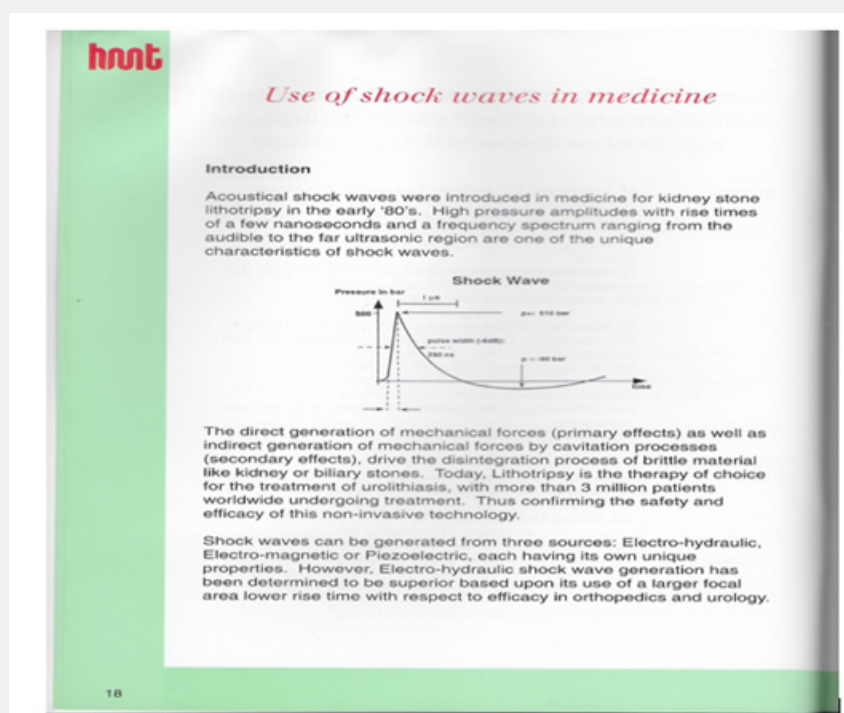 hmt
Use of shock waves in medicine
Introduction
Acoustical shock waves were introduced in medicine for kidney stone
lithotripsy in the early '80's. High pressure amplitudes with rise times
of a few nanoseconds and a frequency spectrum ranging from the
audible to the far ultrasonic region are one of the unique
characteristics of shock waves.
Shock Wave
Pressure in bar
1 µs
500
p+: 510 bar
pulse width (-6dB):
290 ns
p-: -90 bar
time
The direct generation of mechanical forces (primary effects) as well as
indirect generation of mechanical forces by cavitation processes
(secondary effects), drive the disintegration process of brittle material
like kidney or biliary stones. Today, Lithotripsy is the therapy of choice
for the treatment of urolithiasis, with more than 3 million patients
worldwide undergoing treatment. Thus confirming the safety and
efficacy of this non-invasive technology.
Shock waves can be generated from three sources: Electro-hydraulic,
Electro-magnetic or Piezoelectric, each having its own unique
properties. However, Electro-hydraulic shock wave generation has
been determined to be superior based upon its use of a larger focal
area lower rise time with respect to efficacy in orthopedics and urology.
18